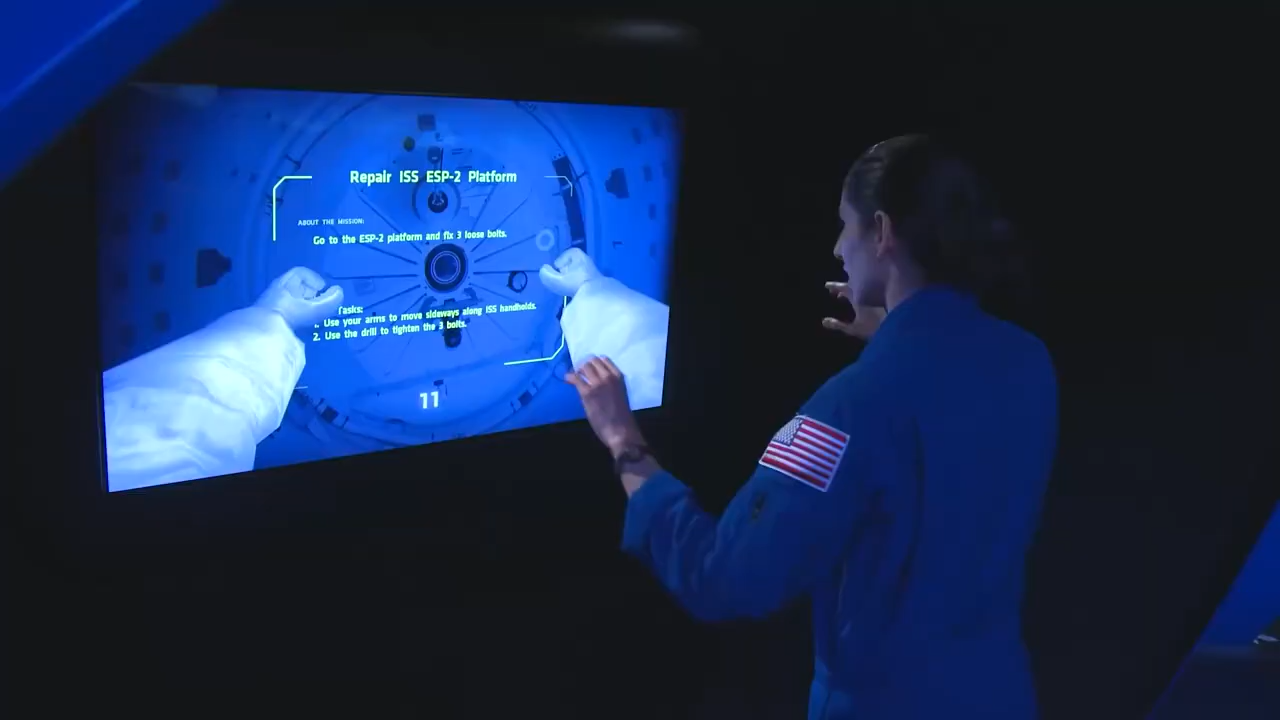 Repair ISS ESP-2 Platform
ABOUT THE MISSION:
Go to the ESP-2 platform and fix 3 loose bolts.
Tasks:
1. Use your arms to move sideways along ISS handholds.
2. Use the drill to tighten the 3 bolts.
11